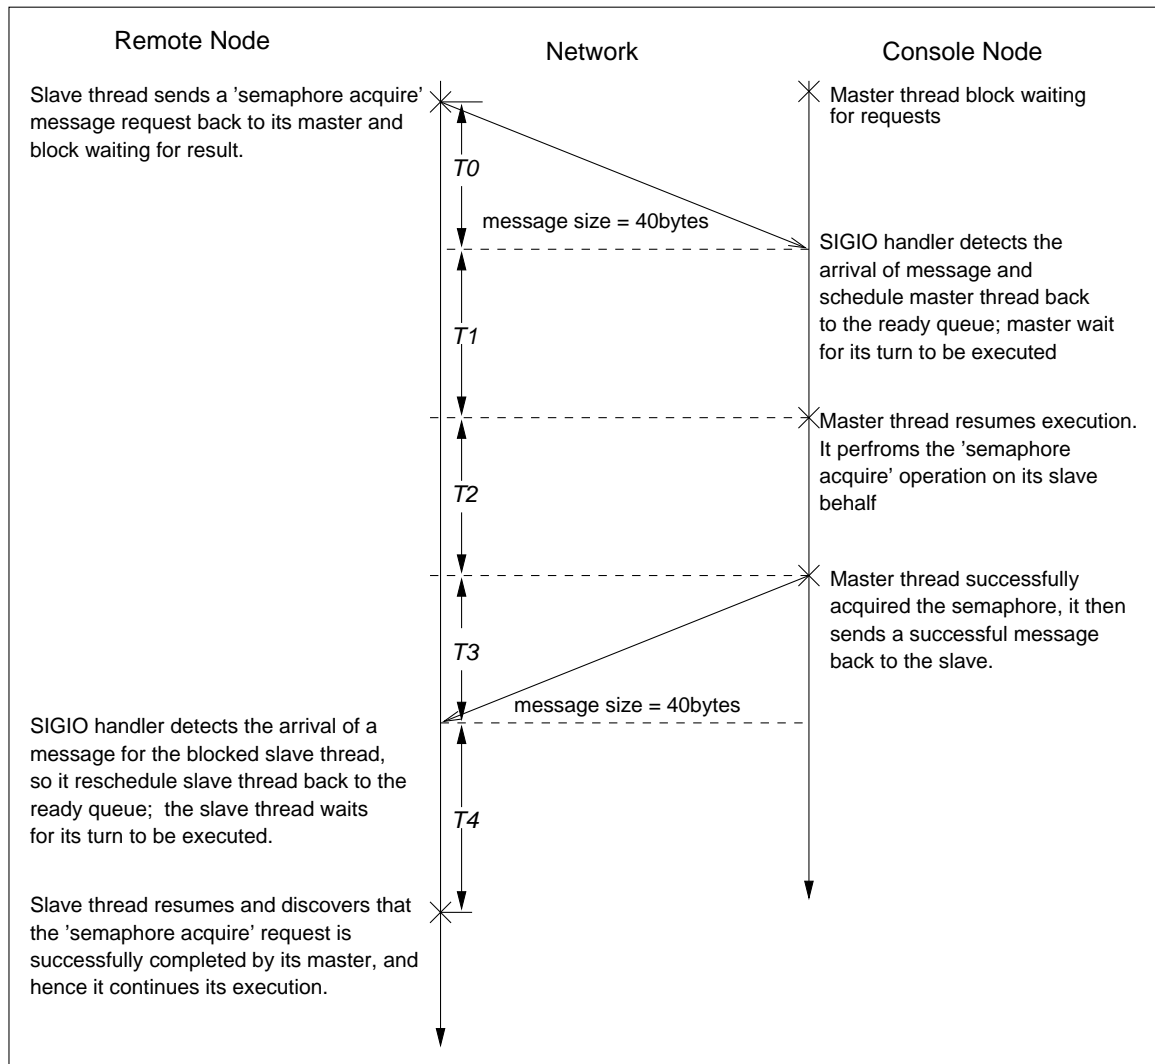 Remote Node
Network
Console Node
Slave thread sends a 'semaphore acquire'
message request back to its master and
block waiting for result.
Master thread block waiting
for requests
T0
message size = 40bytes
SIGIO handler detects the
arrival of message and
schedule master thread back
to the ready queue; master wait
for its turn to be executed
T1
Master thread resumes execution.
It perfroms the 'semaphore
acquire' operation on its slave
behalf
T2
Master thread successfully
acquired the semaphore, it then
sends a successful message
back to the slave.
T3
message size = 40bytes
SIGIO handler detects the arrival of a
message for the blocked slave thread,
so it reschedule slave thread back to the
ready queue;  the slave thread waits
for its turn to be executed.
T4
Slave thread resumes and discovers that
the 'semaphore acquire' request is
successfully completed by its master, and
hence it continues its execution.